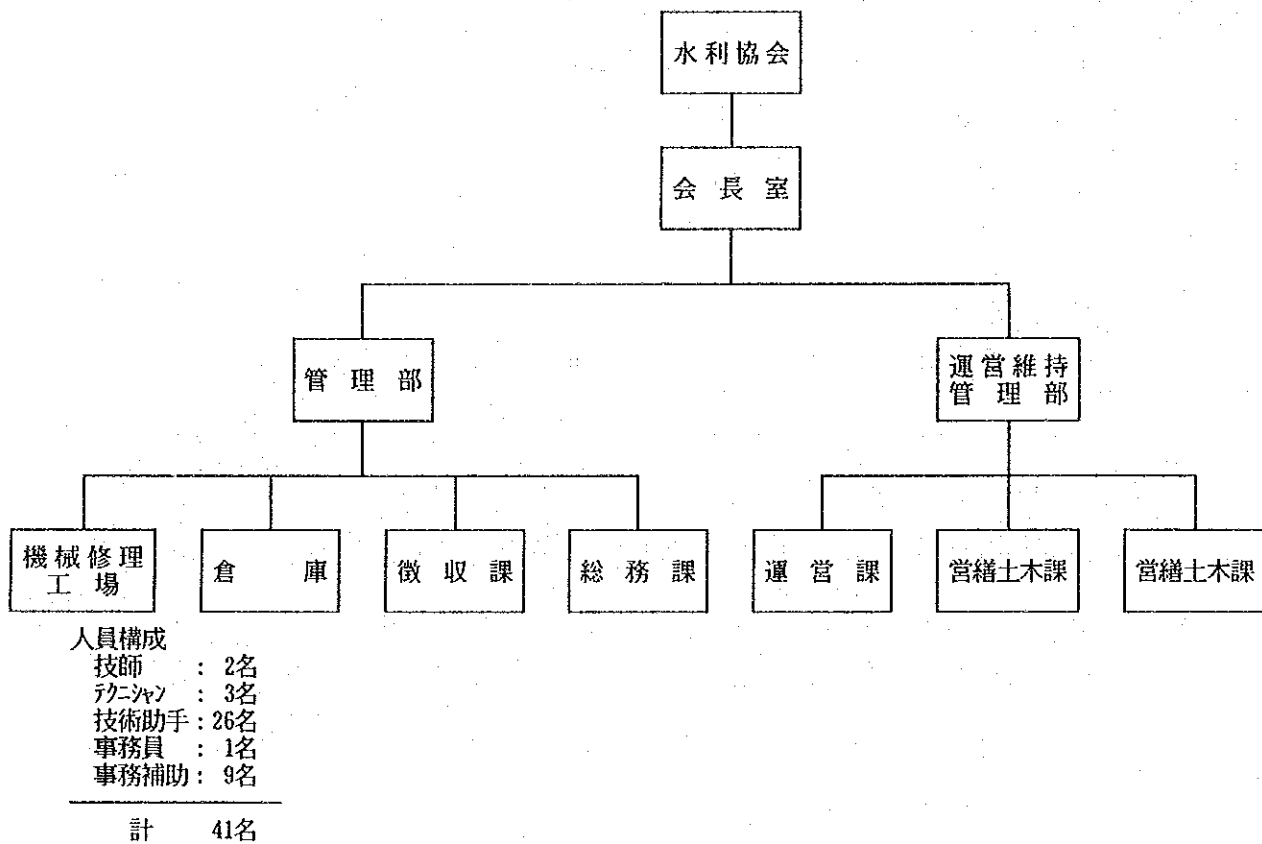 水利協会
会長室
管理部
運営維持
管理部
機械修理
工場
倉庫
徴収課
総務課
運営課
営繕土木課
営繕土木課
人員構成
技師 : 2名
テクニシャン : 3名
技術助手 : 26名
事務員 : 1名
事務補助 : 9名
計 41名